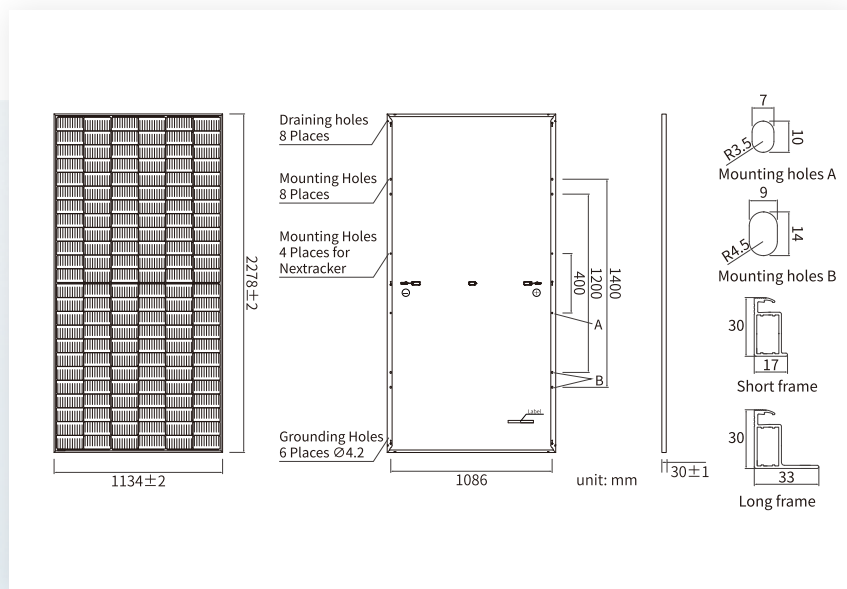 2278±2
1134±2
Draining holes
8 Places
Mounting Holes
8 Places
Mounting Holes
4 Places for
Nextracker
Grounding Holes
6 Places Ø4.2
−
+
400
1200
1400
A
B
Label
1086
unit: mm
30±1
7
10
R3.5
Mounting holes A
9
14
R4.5
Mounting holes B
30
17
Short frame
30
33
Long frame